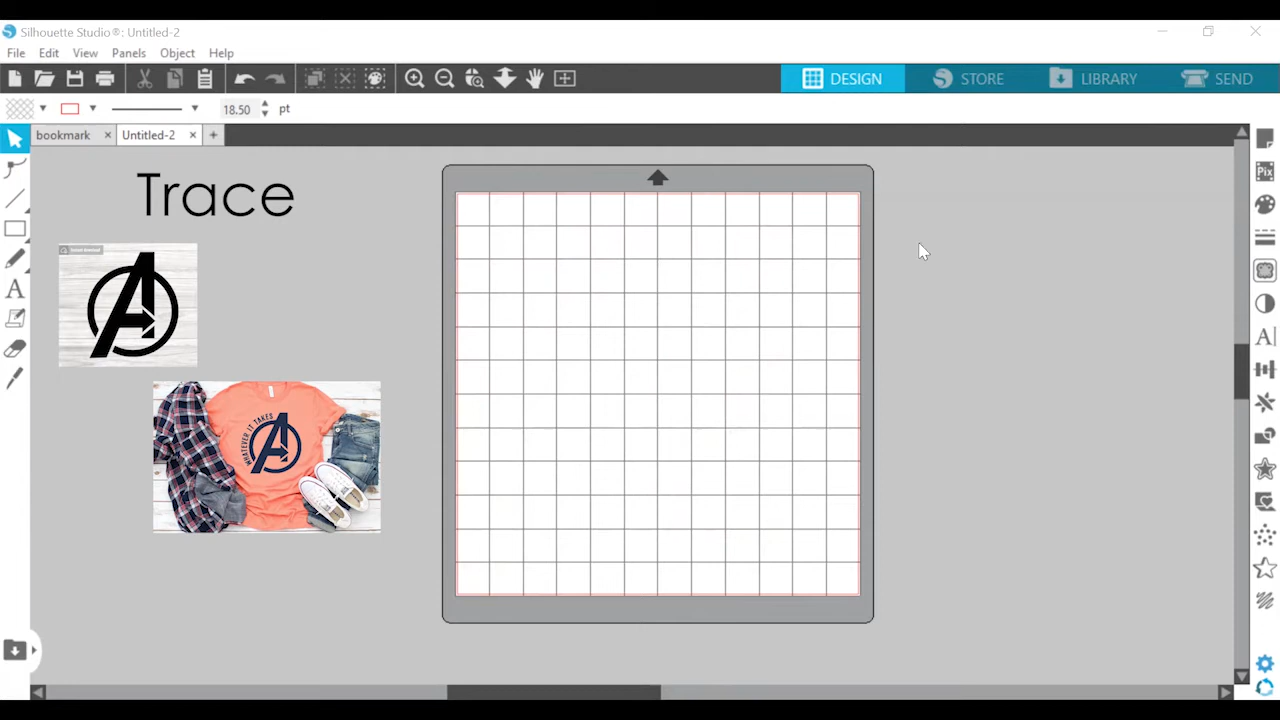 Silhouette Studio®: Untitled-2
File Edit View Panels Object Help
DESIGN STORE LIBRARY SEND
18.50 pt
bookmark Untitled-2
Trace
Pix
WHATEVER IT TAKES